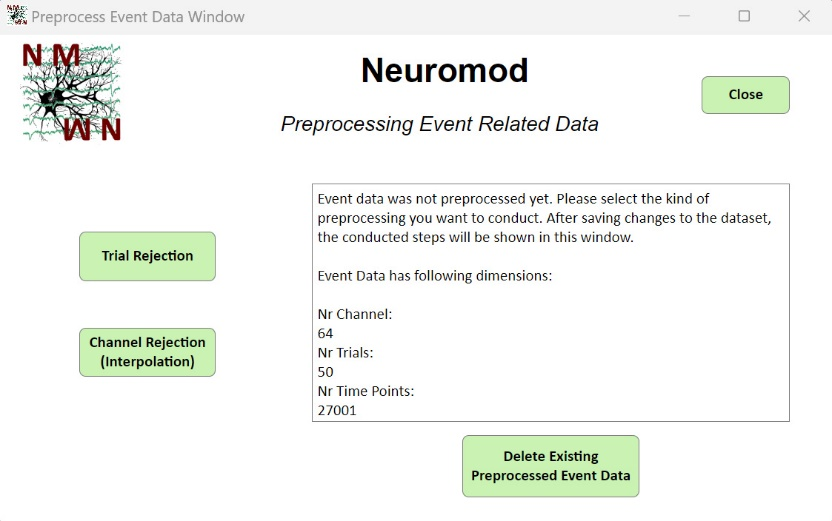 Preprocess Event Data Window
NM
MN
Neuromod
Close
Preprocessing Event Related Data
Event data was not preprocessed yet. Please select the kind of
preprocessing you want to conduct. After saving changes to the dataset,
the conducted steps will be shown in this window.
Event Data has following dimensions:
Nr Channel:
64
Nr Trials:
50
Nr Time Points:
27001
Trial Rejection
Channel Rejection
(Interpolation)
Delete Existing
Preprocessed Event Data